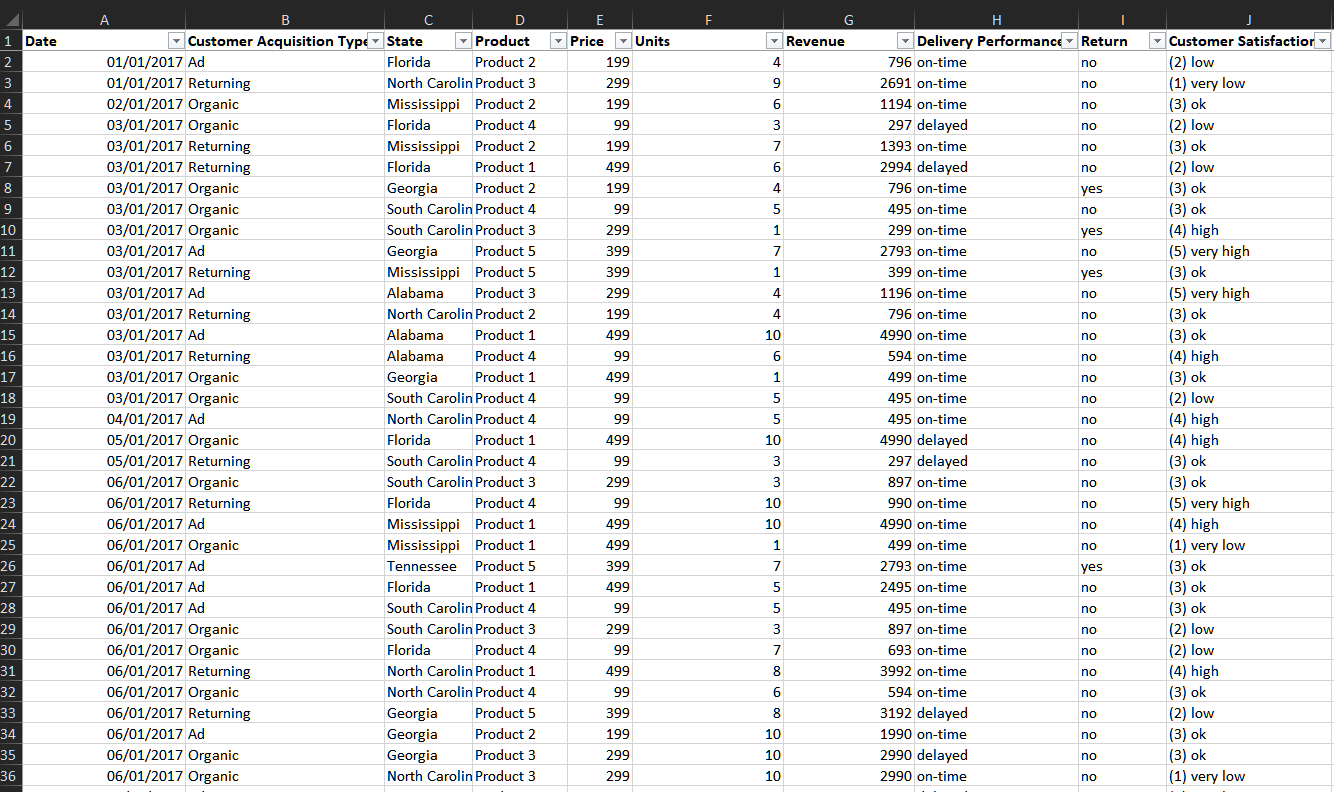 A B C D E F G H I J
1 Date Customer Acquisition Type State Product Price Units Revenue Delivery Performance Return Customer Satisfaction
2 01/01/2017 Ad Florida Product 2 199 4 796 on-time no (2) low
3 01/01/2017 Returning North Carolin Product 3 299 9 2691 on-time no (1) very low
4 02/01/2017 Organic Mississippi Product 2 199 6 1194 on-time no (3) ok
5 03/01/2017 Organic Florida Product 4 99 3 297 delayed no (2) low
6 03/01/2017 Returning Mississippi Product 2 199 7 1393 on-time no (3) ok
7 03/01/2017 Returning Florida Product 1 499 6 2994 delayed no (2) low
8 03/01/2017 Organic Georgia Product 2 199 4 796 on-time yes (3) ok
9 03/01/2017 Organic South Carolin Product 4 99 5 495 on-time no (3) ok
10 03/01/2017 Organic South Carolin Product 3 299 1 299 on-time yes (4) high
11 03/01/2017 Ad Georgia Product 5 399 7 2793 on-time no (5) very high
12 03/01/2017 Returning Mississippi Product 5 399 1 399 on-time yes (3) ok
13 03/01/2017 Ad Alabama Product 3 299 4 1196 on-time no (5) very high
14 03/01/2017 Returning North Carolin Product 2 199 4 796 on-time no (3) ok
15 03/01/2017 Ad Alabama Product 1 499 10 4990 on-time no (3) ok
16 03/01/2017 Returning Alabama Product 4 99 6 594 on-time no (4) high
17 03/01/2017 Organic Georgia Product 1 499 1 499 on-time no (3) ok
18 03/01/2017 Organic South Carolin Product 4 99 5 495 on-time no (2) low
19 04/01/2017 Ad North Carolin Product 4 99 5 495 on-time no (4) high
20 05/01/2017 Organic Florida Product 1 499 10 4990 delayed no (4) high
21 05/01/2017 Returning South Carolin Product 4 99 3 297 delayed no (3) ok
22 06/01/2017 Organic South Carolin Product 3 299 3 897 on-time no (3) ok
23 06/01/2017 Returning Florida Product 4 99 10 990 on-time no (5) very high
24 06/01/2017 Ad Mississippi Product 1 499 10 4990 on-time no (4) high
25 06/01/2017 Organic Mississippi Product 1 499 1 499 on-time no (1) very low
26 06/01/2017 Ad Tennessee Product 5 399 7 2793 on-time yes (3) ok
27 06/01/2017 Ad Florida Product 1 499 5 2495 on-time no (3) ok
28 06/01/2017 Ad South Carolin Product 4 99 5 495 on-time no (3) ok
29 06/01/2017 Organic South Carolin Product 3 299 3 897 on-time no (2) low
30 06/01/2017 Organic Florida Product 4 99 7 693 on-time no (2) low
31 06/01/2017 Returning North Carolin Product 1 499 8 3992 on-time no (4) high
32 06/01/2017 Organic North Carolin Product 4 99 6 594 on-time no (3) ok
33 06/01/2017 Returning Georgia Product 5 399 8 3192 delayed no (2) low
34 06/01/2017 Ad Georgia Product 2 199 10 1990 on-time no (3) ok
35 06/01/2017 Organic Georgia Product 3 299 10 2990 delayed no (3) ok
36 06/01/2017 Organic North Carolin Product 3 299 10 2990 on-time no (1) very low